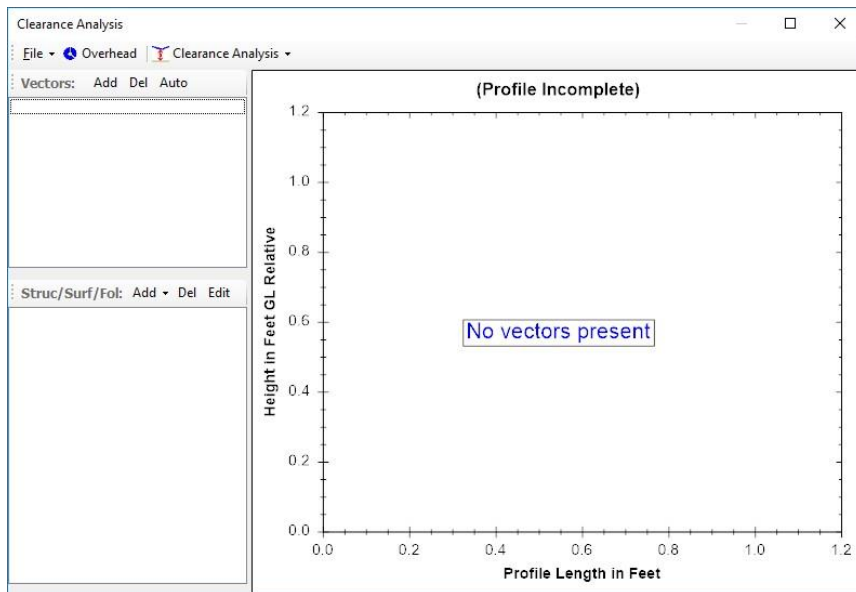 Clearance Analysis
File Overhead Clearance Analysis
Vectors: Add Del Auto
Struc/Surf/Fol: Add Del Edit
(Profile Incomplete)
Height in Feet GL Relative
1.2
1.0
0.8
0.6
0.4
0.2
0.0
No vectors present
0.0 0.2 0.4 0.6 0.8 1.0 1.2
Profile Length in Feet